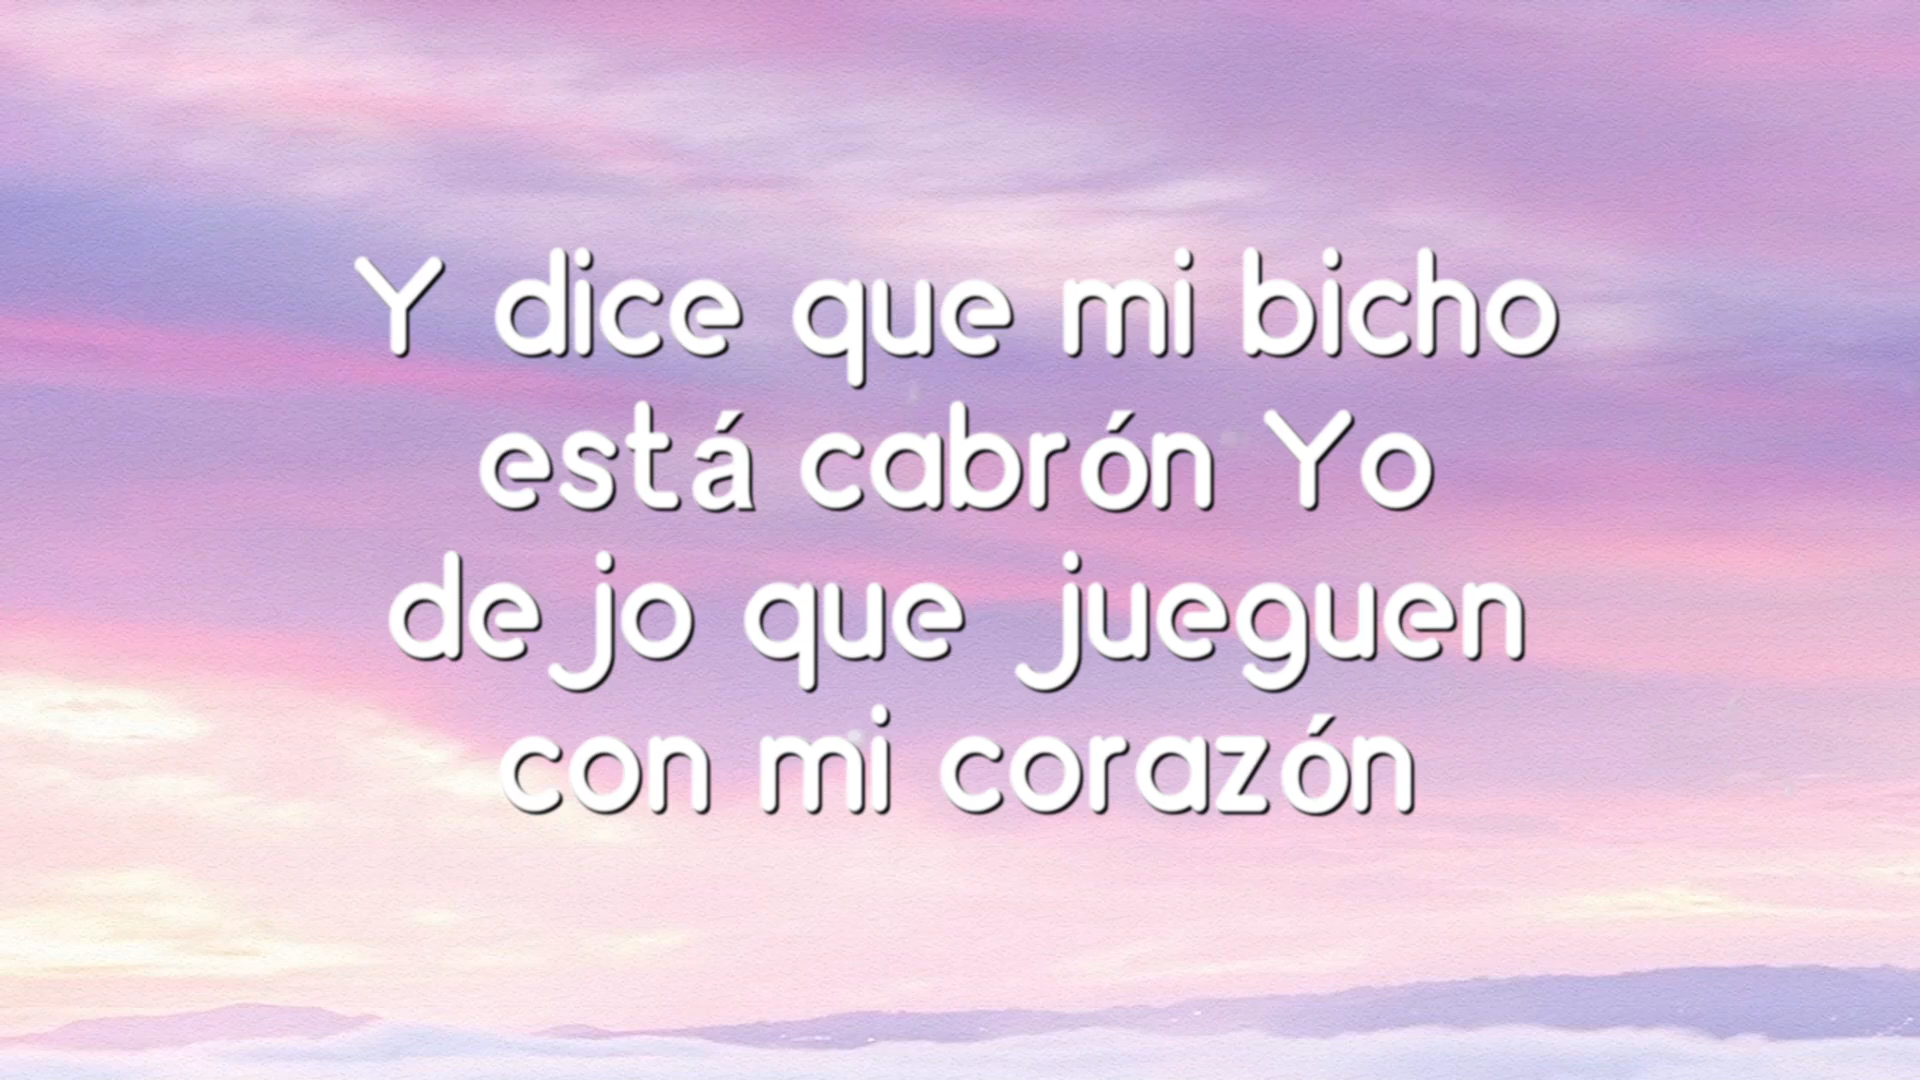 Y dice que mi bicho
está cabrón Yo
dejo que jueguen
con mi corazón